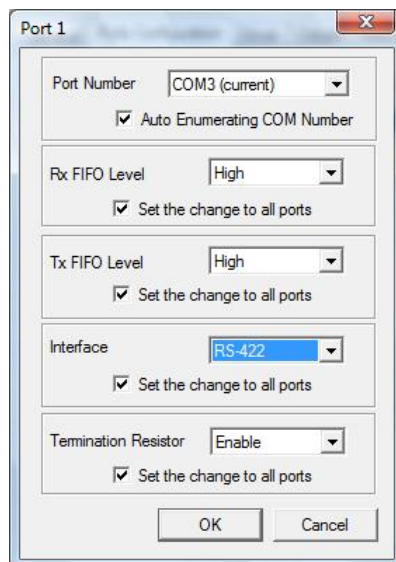 Port 1
Port Number COM3 (current)
Auto Enumerating COM Number
Rx FIFO Level High
Set the change to all ports
Tx FIFO Level High
Set the change to all ports
Interface RS-422
Set the change to all ports
Termination Resistor Enable
Set the change to all ports
OK Cancel